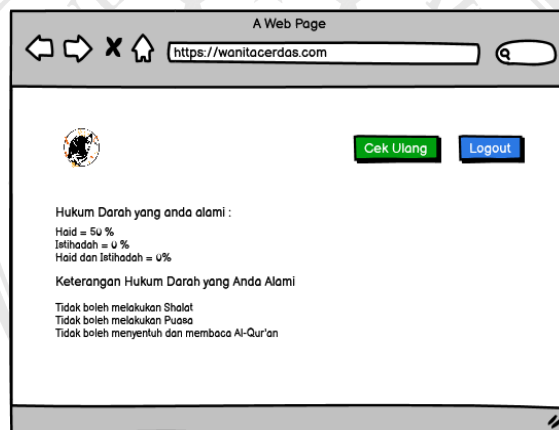 A Web Page
https://wanitacerdas.com
Cek Ulang
Logout
Hukum Darah yang anda alami :
Haid = 50 %
Istihadah = 0 %
Haid dan Istihadah = 0%
Keterangan Hukum Darah yang Anda Alami
Tidak boleh melakukan Shalat
Tidak boleh melakukan Puasa
Tidak boleh menyentuh dan membaca Al-Qur'an